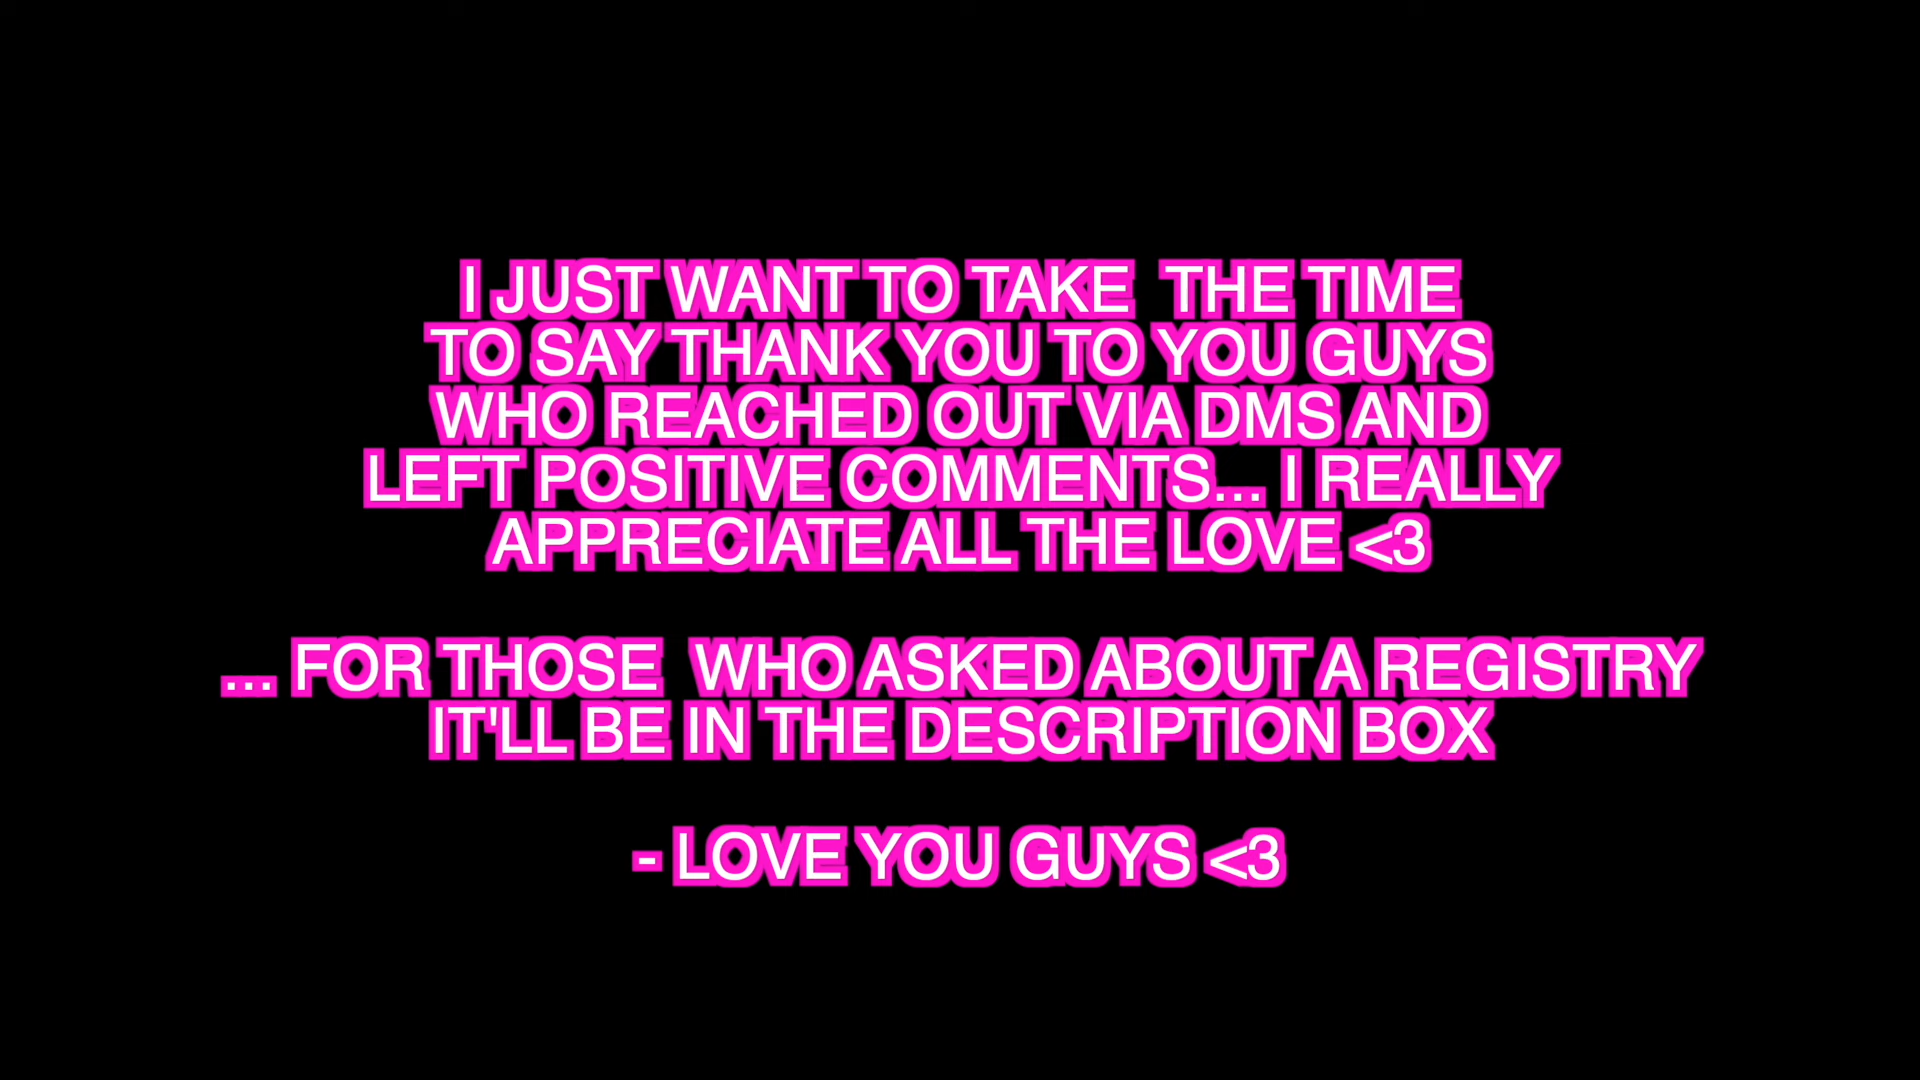 I JUST WANT TO TAKE  THE TIME
TO SAY THANK YOU TO YOU GUYS
WHO REACHED OUT VIA DMS AND
LEFT POSITIVE COMMENTS... I REALLY
APPRECIATE ALL THE LOVE <3
... FOR THOSE  WHO ASKED ABOUT A REGISTRY
IT'LL BE IN THE DESCRIPTION BOX
- LOVE YOU GUYS <3